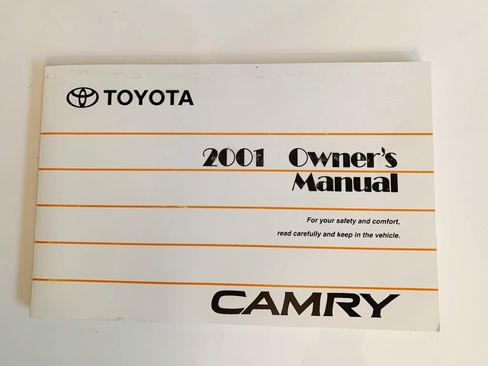 TOYOTA
2001 Owner's
Manual
For your safety and comfort,
read carefully and keep in the vehicle.
CAMRY